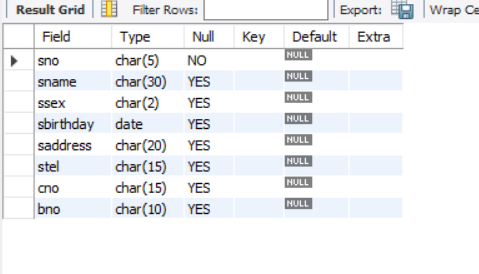 Result Grid Filter Rows: Export: Wrap Ce
Field Type Null Key Default Extra
sno char(5) NO NULL
sname char(30) YES NULL
ssex char(2) YES NULL
sbirthday date YES NULL
saddress char(20) YES NULL
stel char(15) YES NULL
cno char(15) YES NULL
bno char(10) YES NULL